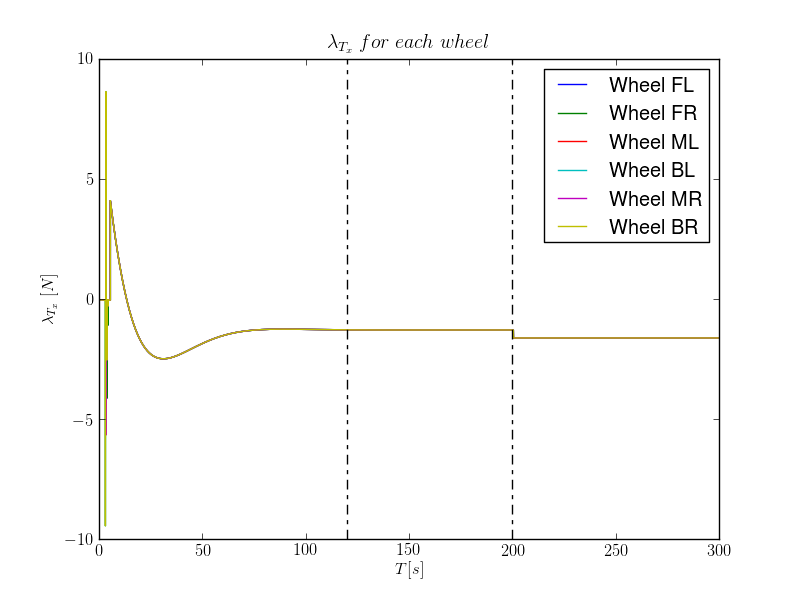 λ_{T_x} for each wheel
10
5
0
−5
−10
λ_{T_x} [N]
Wheel FL
Wheel FR
Wheel ML
Wheel BL
Wheel MR
Wheel BR
0 50 100 150 200 250 300
T[s]